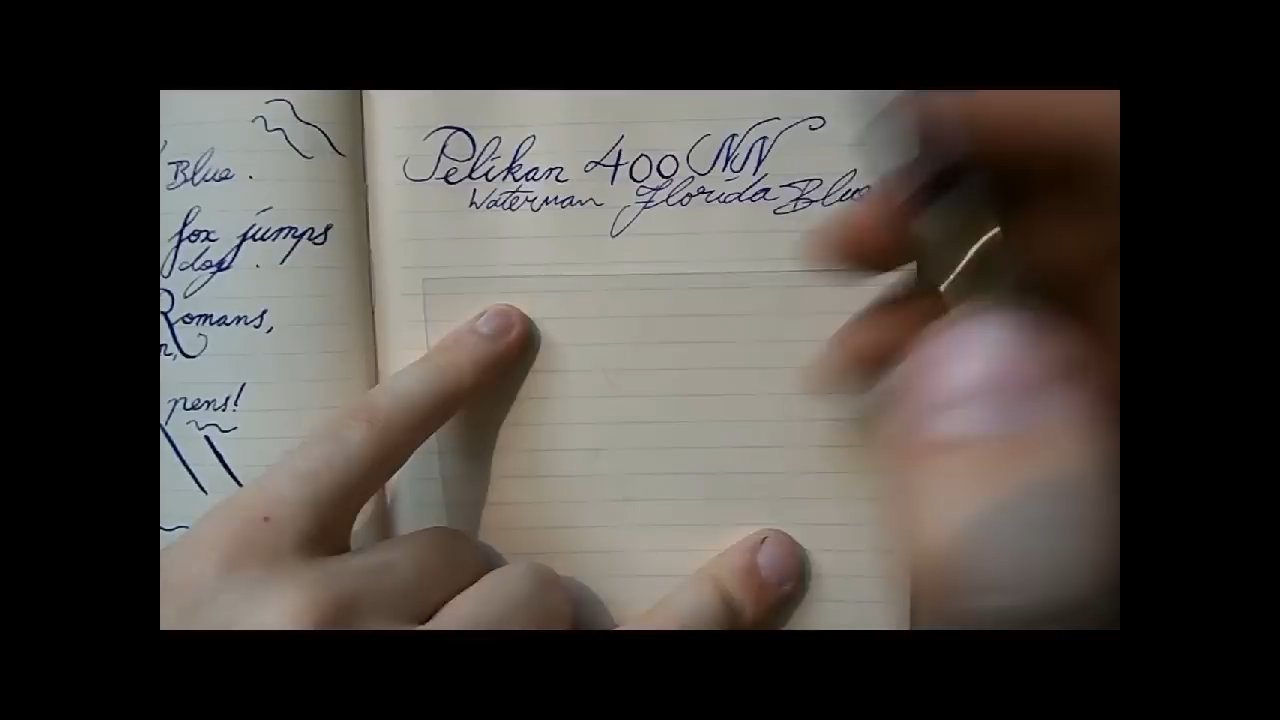 Blue.
fox jumps
dog.
Romans,
pens!
Pelikan 400NN
Waterman Florida Blue